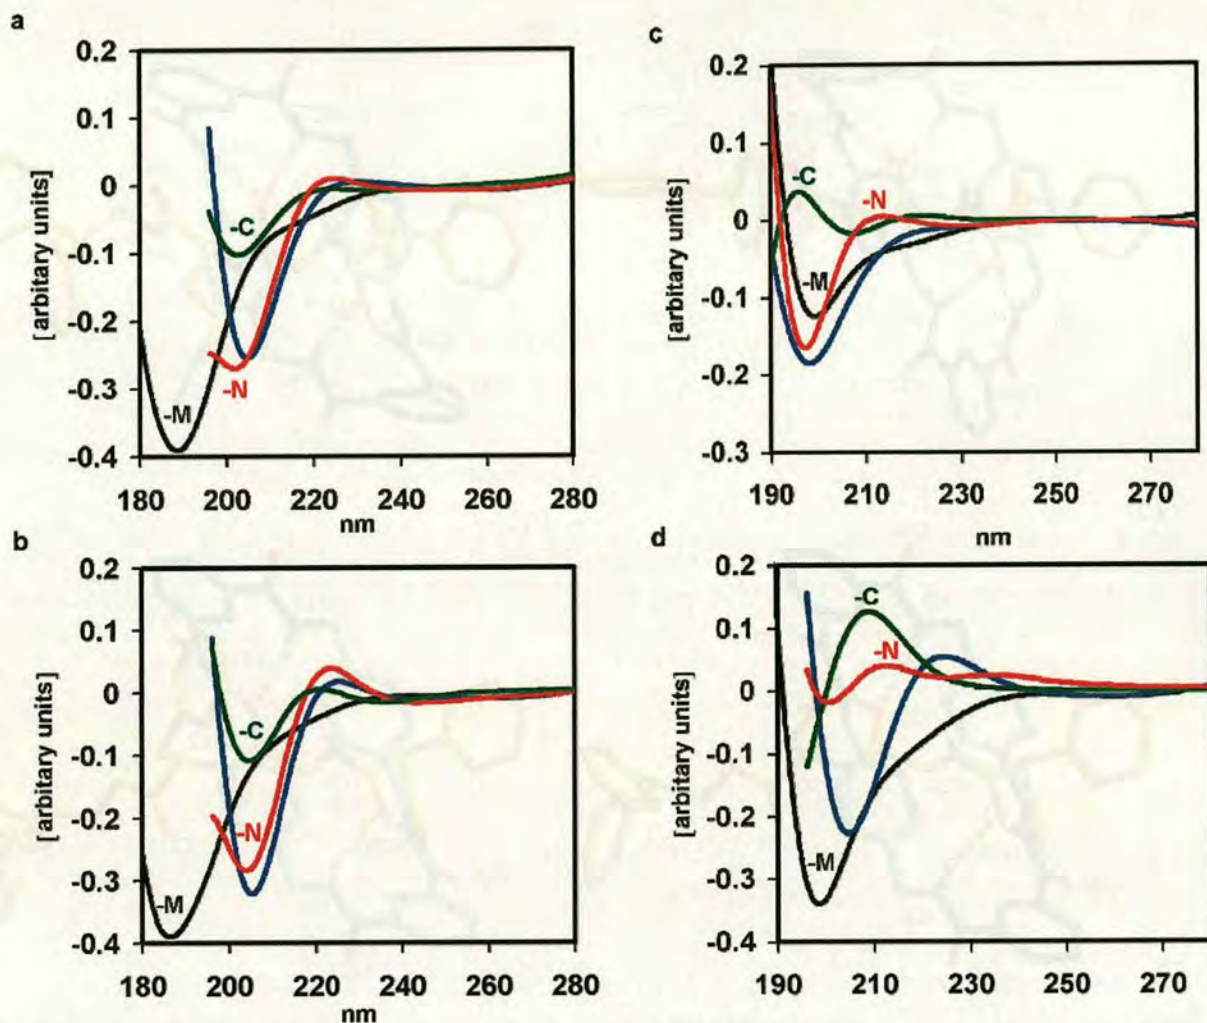 a
0.2
0.1
0
-0.1
-0.2
-0.3
-0.4
[arbitary units]
-C
-N
-M
180 200 220 240 260 280
nm
b
0.2
0.1
0
-0.1
-0.2
-0.3
-0.4
[arbitary units]
-C
-N
-M
180 200 220 240 260 280
nm
c
0.2
0.1
0
-0.1
-0.2
-0.3
[arbitary units]
-C
-N
-M
190 210 230 250 270
nm
d
0.2
0.1
0
-0.1
-0.2
-0.3
-0.4
[arbitary units]
-C
-N
-M
190 210 230 250 270